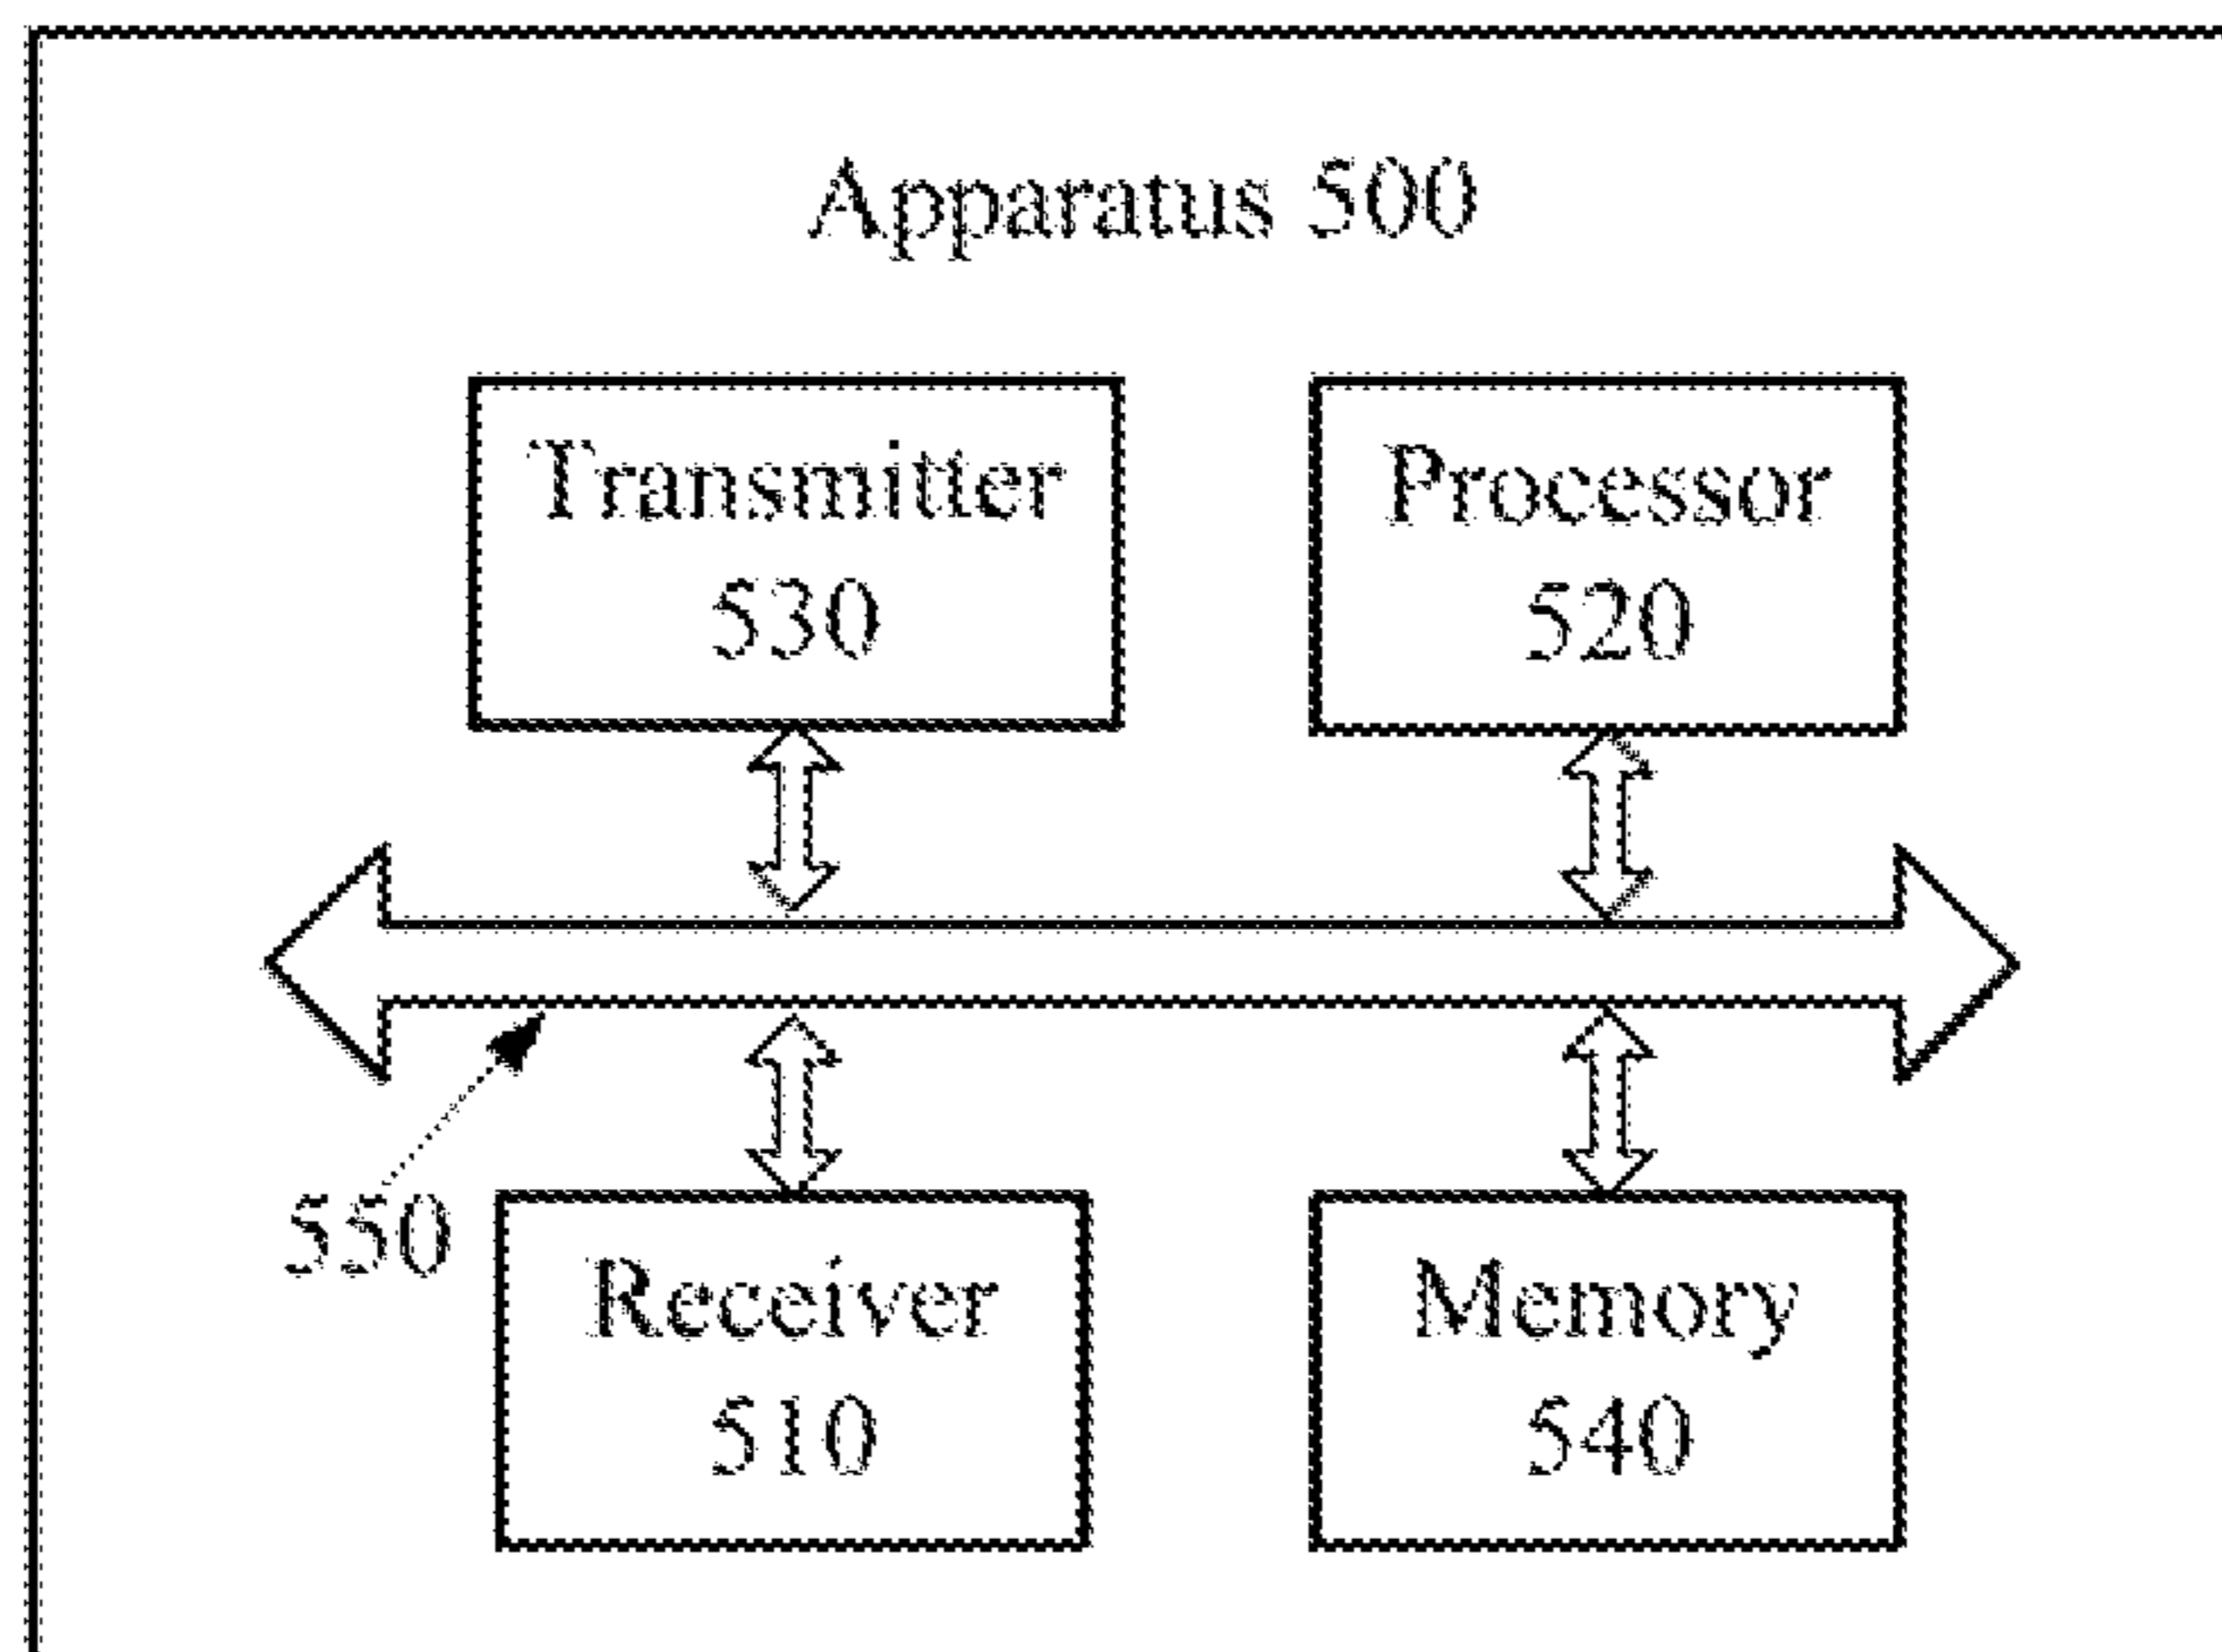 Apparatus 500
Transmitter
530
Processor
520
550
Receiver
510
Memory
540